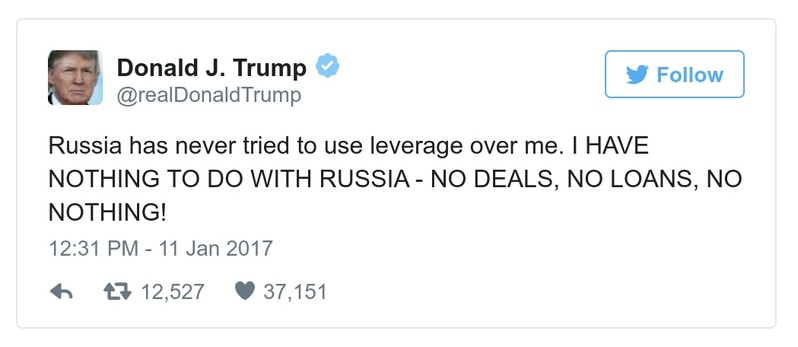 Donald J. Trump
Follow
@realDonaldTrump
Russia has never tried to use leverage over me. I HAVE
NOTHING TO DO WITH RUSSIA - NO DEALS, NO LOANS, NO
NOTHING!
12:31 PM - 11 Jan 2017
12,527 37,151